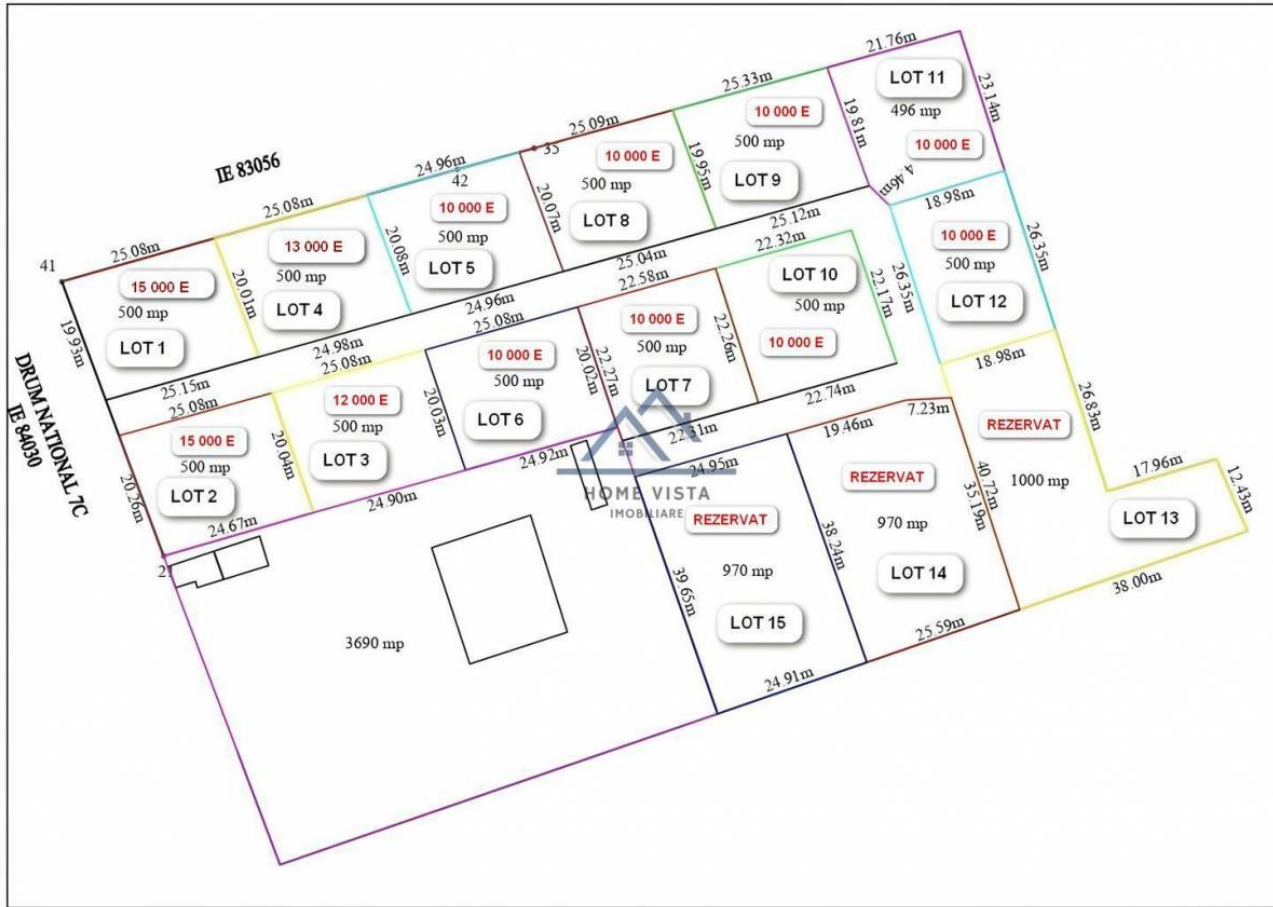 21.76m
25.33m
LOT 11
23.14m
19.81m
496 mp
10 000 E
25.09m
10 000 E
500 mp
4.46m
LOT 9
19.95m
35
10 000 E
500 mp
LOT 8
20.07m
IE 83056
24.96m
42
10 000 E
500 mp
LOT 5
20.08m
25.08m
13 000 E
500 mp
LOT 4
20.01m
25.08m
41
15 000 E
500 mp
LOT 1
19.93m
18.98m
10 000 E
500 mp
LOT 12
26.35m
26.35m
25.12m
22.32m
LOT 10
500 mp
10 000 E
22.17m
25.04m
22.58m
10 000 E
500 mp
LOT 7
22.26m
24.96m
25.08m
10 000 E
500 mp
LOT 6
20.02m
22.27m
24.98m
25.08m
12 000 E
500 mp
LOT 3
20.03m
25.15m
25.08m
15 000 E
500 mp
LOT 2
20.04m
20.26m
DRUM NATIONAL 7C
IE 84030
24.67m
24.90m
24.92m
22.31m
22.74m
18.98m
26.83m
REZERVAT
1000 mp
17.96m
12.43m
LOT 13
38.00m
7.23m
19.46m
REZERVAT
970 mp
LOT 14
40.72m
35.19m
25.59m
24.95m
HOME VISTA
IMOBILIARE
REZERVAT
970 mp
LOT 15
38.24m
39.65m
24.91m
3690 mp